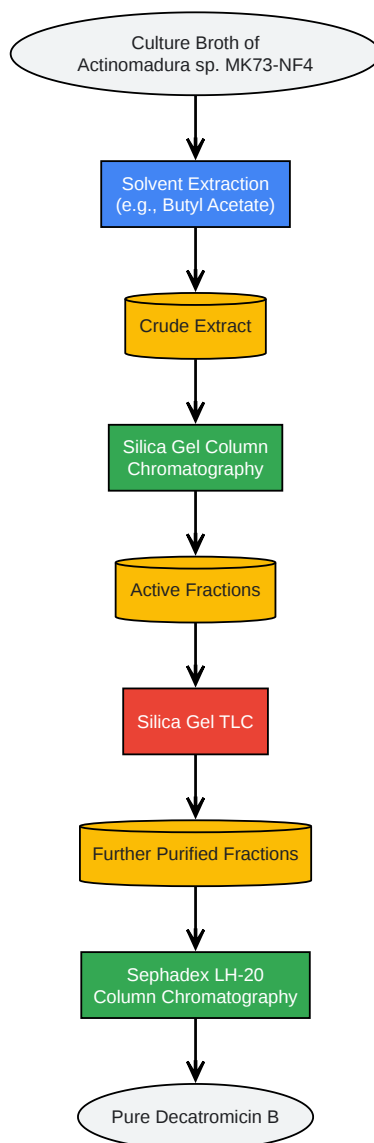 Culture Broth of
Actinomadura sp. MK73-NF4
Solvent Extraction
(e.g., Butyl Acetate)
Crude Extract
Silica Gel Column
Chromatography
Active Fractions
Silica Gel TLC
Further Purified Fractions
Sephadex LH-20
Column Chromatography
Pure Decatromicin B